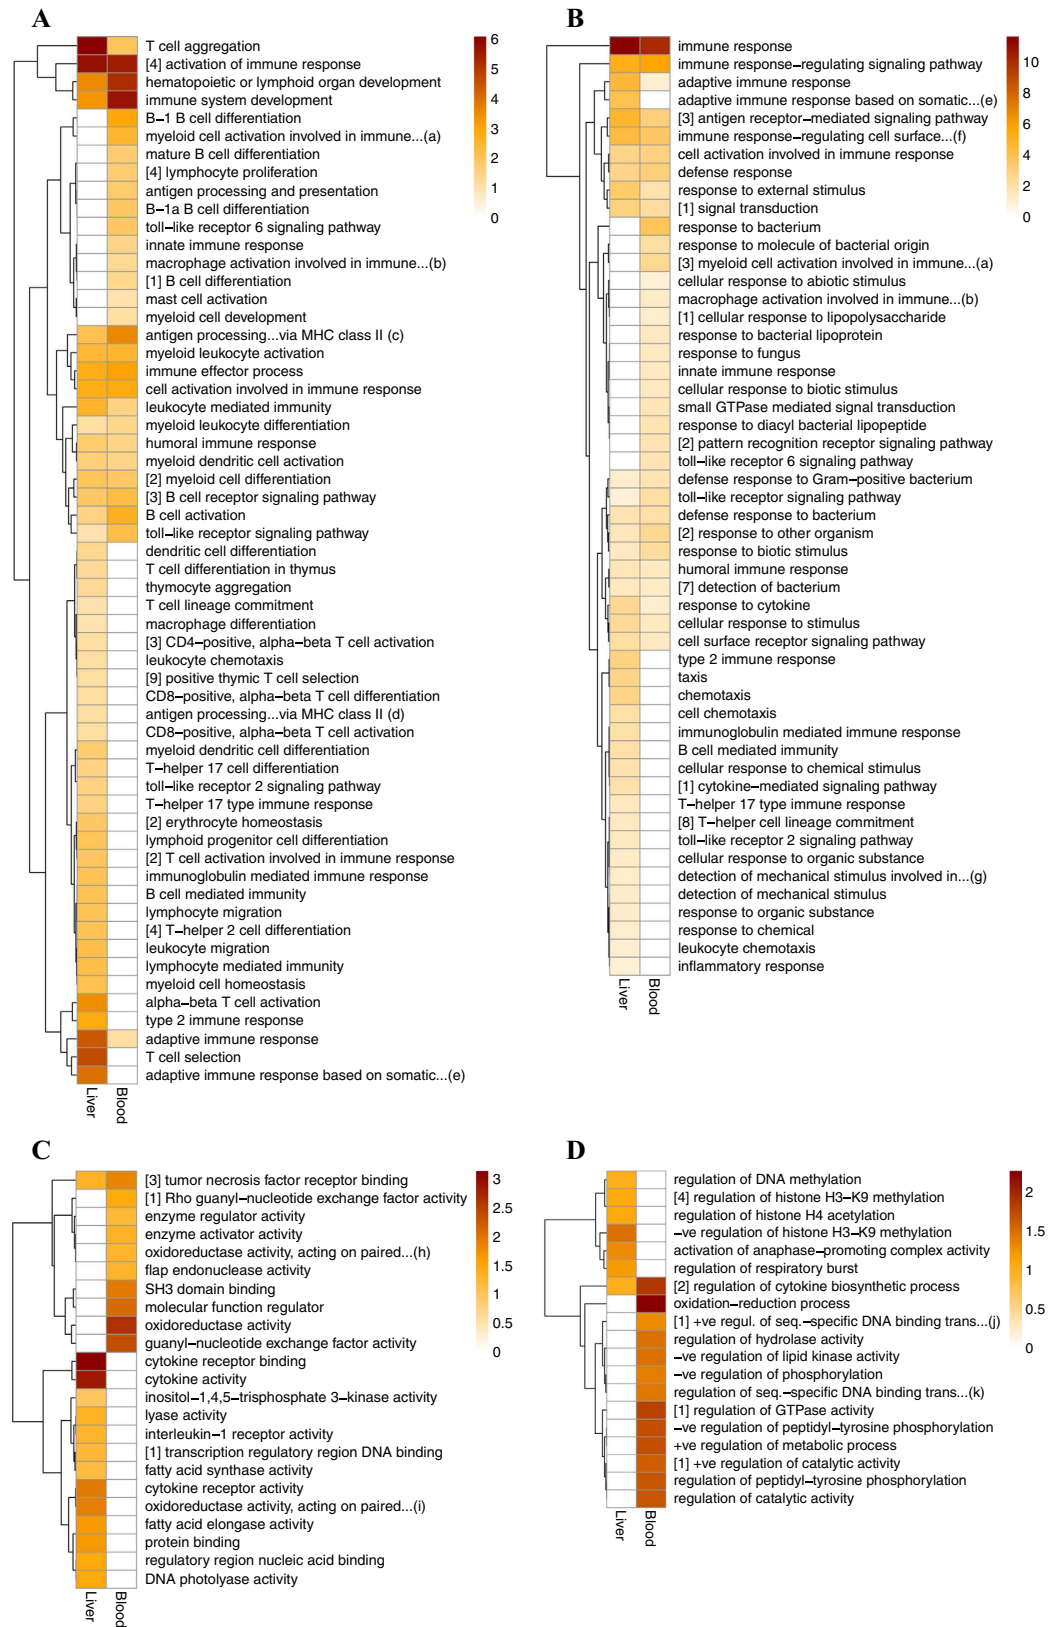 A
T cell aggregation
[4] activation of immune response
hematopoietic or lymphoid organ development
immune system development
B−1 B cell differentiation
myeloid cell activation involved in immune...(a)
mature B cell differentiation
[4] lymphocyte proliferation
antigen processing and presentation
B−1a B cell differentiation
toll−like receptor 6 signaling pathway
innate immune response
macrophage activation involved in immune...(b)
[1] B cell differentiation
mast cell activation
myeloid cell development
antigen processing...via MHC class II (c)
myeloid leukocyte activation
immune effector process
cell activation involved in immune response
leukocyte mediated immunity
myeloid leukocyte differentiation
humoral immune response
myeloid dendritic cell activation
[2] myeloid cell differentiation
[3] B cell receptor signaling pathway
B cell activation
toll−like receptor signaling pathway
dendritic cell differentiation
T cell differentiation in thymus
thymocyte aggregation
T cell lineage commitment
macrophage differentiation
[3] CD4−positive, alpha−beta T cell activation
leukocyte chemotaxis
[9] positive thymic T cell selection
CD8−positive, alpha−beta T cell differentiation
antigen processing...via MHC class II (d)
CD8−positive, alpha−beta T cell activation
myeloid dendritic cell differentiation
T−helper 17 cell differentiation
toll−like receptor 2 signaling pathway
T−helper 17 type immune response
[2] erythrocyte homeostasis
lymphoid progenitor cell differentiation
[2] T cell activation involved in immune response
immunoglobulin mediated immune response
B cell mediated immunity
lymphocyte migration
[4] T−helper 2 cell differentiation
leukocyte migration
lymphocyte mediated immunity
myeloid cell homeostasis
alpha−beta T cell activation
type 2 immune response
adaptive immune response
T cell selection
adaptive immune response based on somatic...(e)
Liver
Blood
6
5
4
3
2
1
0
B
immune response
immune response−regulating signaling pathway
adaptive immune response
adaptive immune response based on somatic...(e)
[3] antigen receptor−mediated signaling pathway
immune response−regulating cell surface...(f)
cell activation involved in immune response
defense response
response to external stimulus
[1] signal transduction
response to bacterium
response to molecule of bacterial origin
[3] myeloid cell activation involved in immune...(a)
cellular response to abiotic stimulus
macrophage activation involved in immune...(b)
[1] cellular response to lipopolysaccharide
response to bacterial lipoprotein
response to fungus
innate immune response
cellular response to biotic stimulus
small GTPase mediated signal transduction
response to diacyl bacterial lipopeptide
[2] pattern recognition receptor signaling pathway
toll−like receptor 6 signaling pathway
defense response to Gram−positive bacterium
toll−like receptor signaling pathway
defense response to bacterium
[2] response to other organism
response to biotic stimulus
humoral immune response
[7] detection of bacterium
response to cytokine
cellular response to stimulus
cell surface receptor signaling pathway
type 2 immune response
taxis
chemotaxis
cell chemotaxis
immunoglobulin mediated immune response
B cell mediated immunity
cellular response to chemical stimulus
[1] cytokine−mediated signaling pathway
T−helper 17 type immune response
[8] T−helper cell lineage commitment
toll−like receptor 2 signaling pathway
cellular response to organic substance
detection of mechanical stimulus involved in...(g)
detection of mechanical stimulus
response to organic substance
response to chemical
leukocyte chemotaxis
inflammatory response
Liver
Blood
10
8
6
4
2
0
C
[3] tumor necrosis factor receptor binding
[1] Rho guanyl−nucleotide exchange factor activity
enzyme regulator activity
enzyme activator activity
oxidoreductase activity, acting on paired...(h)
flap endonuclease activity
SH3 domain binding
molecular function regulator
oxidoreductase activity
guanyl−nucleotide exchange factor activity
cytokine receptor binding
cytokine activity
inositol−1,4,5−trisphosphate 3−kinase activity
lyase activity
interleukin−1 receptor activity
[1] transcription regulatory region DNA binding
fatty acid synthase activity
cytokine receptor activity
oxidoreductase activity, acting on paired...(i)
fatty acid elongase activity
protein binding
regulatory region nucleic acid binding
DNA photolyase activity
Liver
Blood
3
2.5
2
1.5
1
0.5
0
D
regulation of DNA methylation
[4] regulation of histone H3−K9 methylation
regulation of histone H4 acetylation
−ve regulation of histone H3−K9 methylation
activation of anaphase−promoting complex activity
regulation of respiratory burst
[2] regulation of cytokine biosynthetic process
oxidation−reduction process
[1] +ve regul. of seq.−specific DNA binding trans...(j)
regulation of hydrolase activity
−ve regulation of lipid kinase activity
−ve regulation of phosphorylation
regulation of seq.−specific DNA binding trans...(k)
[1] regulation of GTPase activity
−ve regulation of peptidyl−tyrosine phosphorylation
+ve regulation of metabolic process
[1] +ve regulation of catalytic activity
regulation of peptidyl−tyrosine phosphorylation
regulation of catalytic activity
Liver
Blood
2
1.5
1
0.5
0